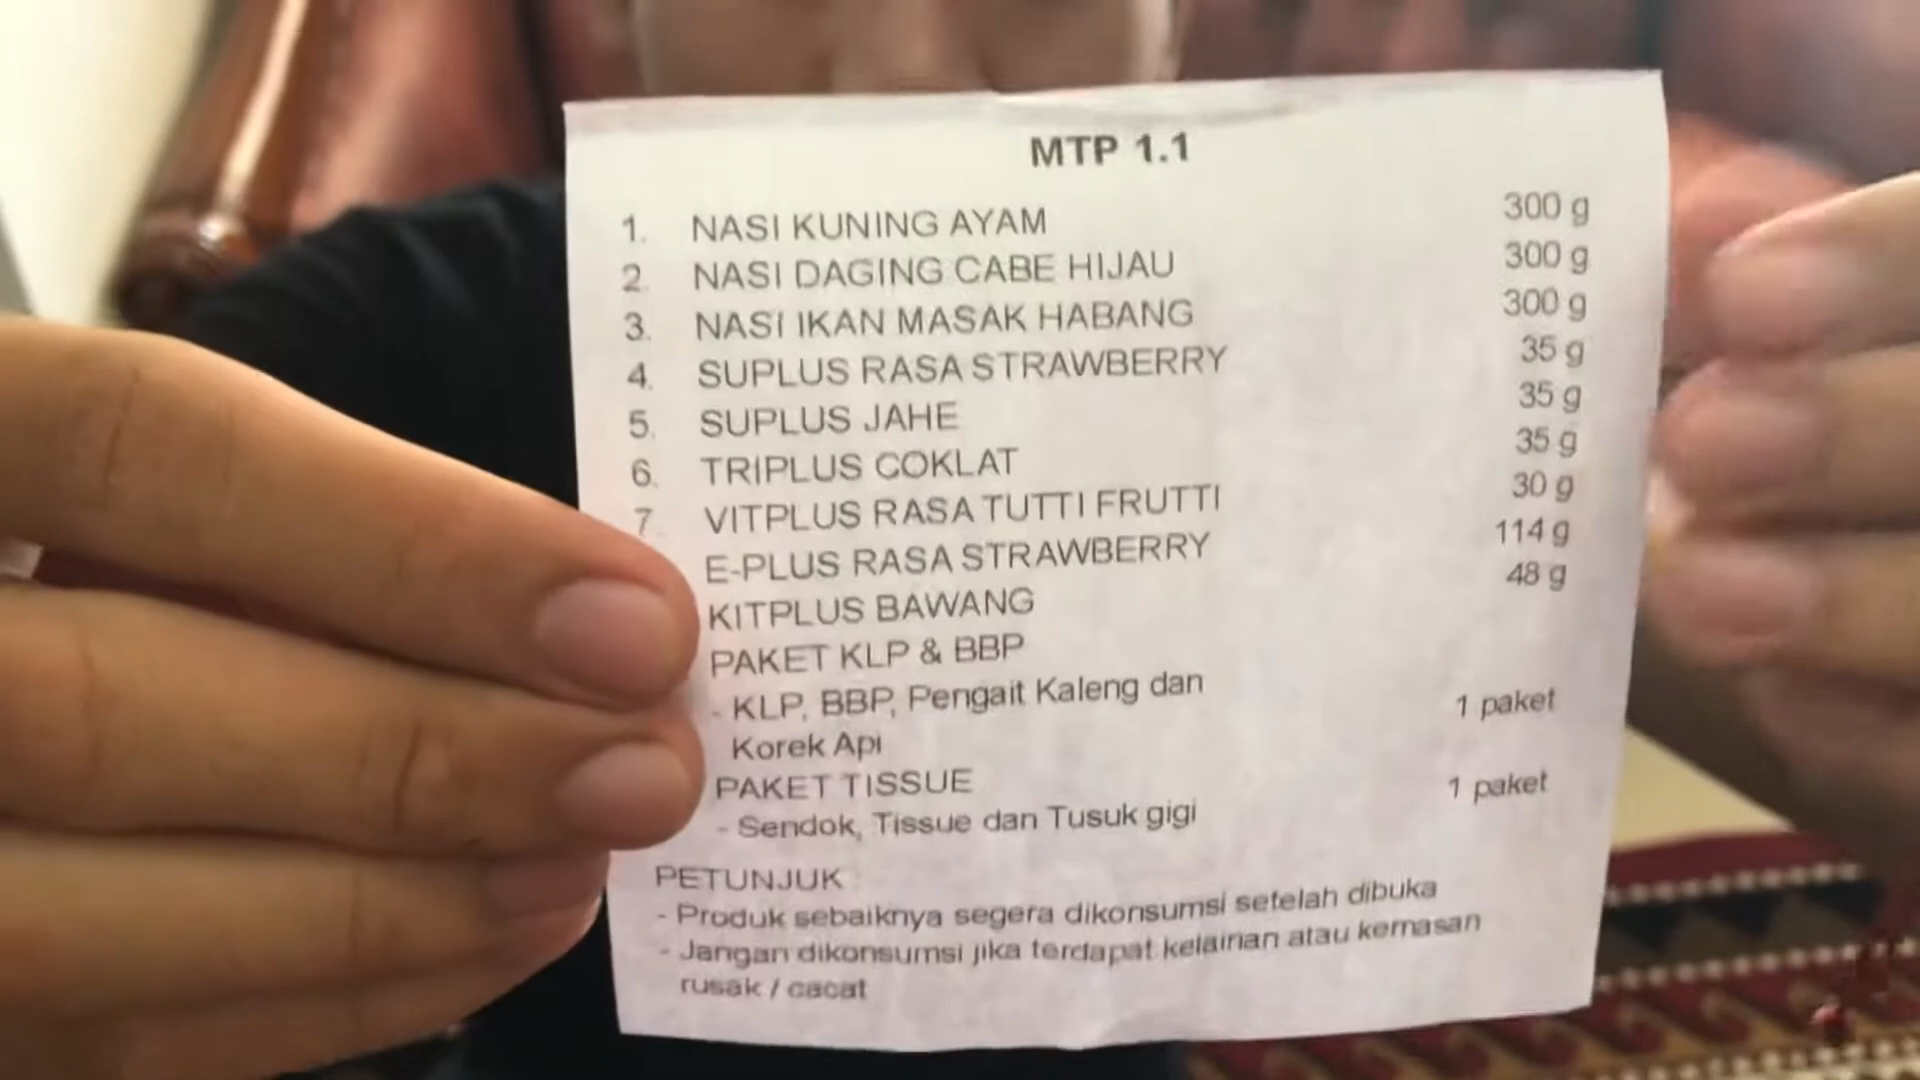 MTP 1.1
1. NASI KUNING AYAM 300 g
2. NASI DAGING CABE HIJAU 300 g
3. NASI IKAN MASAK HABANG 300 g
4. SUPLUS RASA STRAWBERRY 35 g
5. SUPLUS JAHE 35 g
6. TRIPLUS COKLAT 35 g
7. VITPLUS RASA TUTTI FRUTTI 30 g
E-PLUS RASA STRAWBERRY 114 g
KITPLUS BAWANG 48 g
PAKET KLP & BBP
- KLP, BBP, Pengait Kaleng dan
Korek Api 1 paket
PAKET TISSUE
- Sendok, Tissue dan Tusuk gigi 1 paket
PETUNJUK
- Produk sebaiknya segera dikonsumsi setelah dibuka
- Jangan dikonsumsi jika terdapat kelainan atau kemasan
rusak / cacat